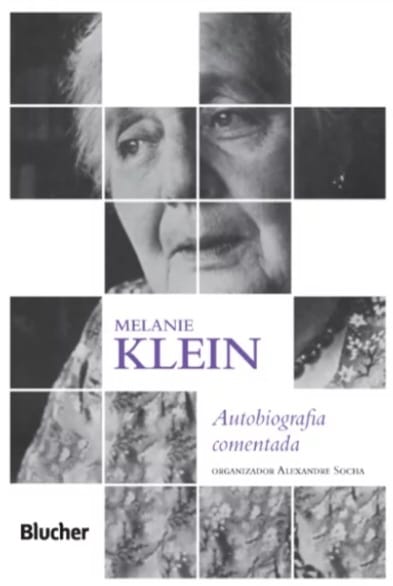 MELANIE
KLEIN
Autobiografia
comentada
ORGANIZADOR ALEXANDRE SOCHA
Blucher